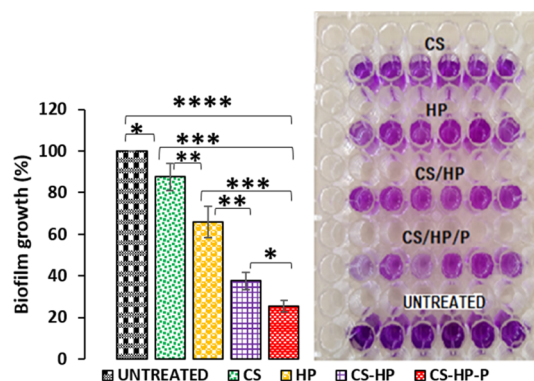 ****
*
***
**
***
**
*
Biofilm growth (%)
120
100
80
60
40
20
0
UNTREATED CS HP CS-HP CS-HP-P
CS
HP
CS/HP
CS/HP/P
UNTREATED